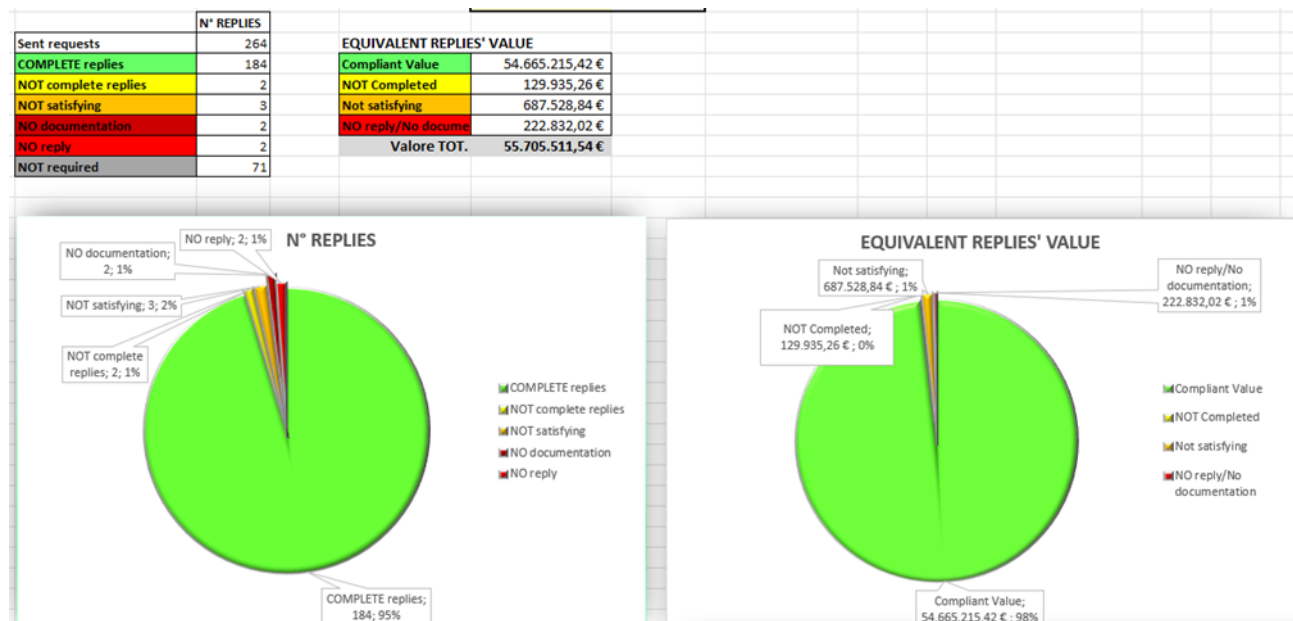 N° REPLIES
Sent requests 264
COMPLETE replies 184
NOT complete replies 2
NOT satisfying 3
NO documentation 2
NO reply 2
NOT required 71
EQUIVALENT REPLIES' VALUE
Compliant Value 54.665.215,42 €
NOT Completed 129.935,26 €
Not satisfying 687.528,84 €
NO reply/No docume 222.832,02 €
Valore TOT. 55.705.511,54 €
N° REPLIES
NO reply; 2; 1%
NO documentation;
2; 1%
NOT satisfying; 3; 2%
NOT complete
replies; 2; 1%
COMPLETE replies;
184; 95%
COMPLETE replies
NOT complete replies
NOT satisfying
NO documentation
NO reply
EQUIVALENT REPLIES' VALUE
Not satisfying;
687.528,84 € ; 1%
NO reply/No
documentation;
222.832,02 € ; 1%
NOT Completed;
129.935,26 € ; 0%
Compliant Value;
54.665.215,42 € ; 98%
Compliant Value
NOT Completed
Not satisfying
NO reply/No
documentation